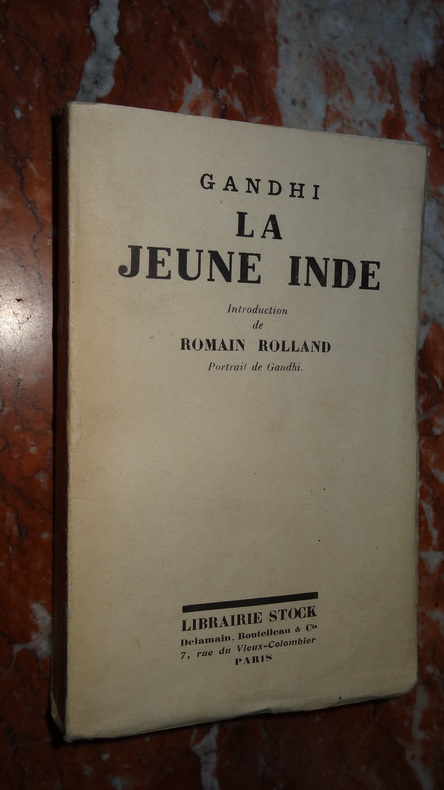 GANDHI
LA
JEUNE INDE
Introduction
de
ROMAIN ROLLAND
Portrait de Gandhi.
LIBRAIRIE STOCK
Delamain, Boutelleau & Cie
7, rue du Vieux-Colombier
PARIS